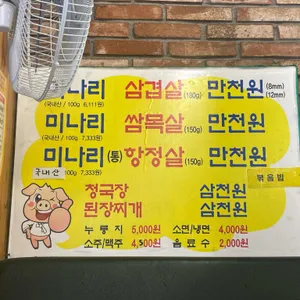 미나리 삼겹살 (180g) 만천원 (8mm) (12mm)
(국내산 / 100g 6,111원)
미나리 쌈목살 (150g) 만천원
(국내산 / 100g 7,333원)
미나리 (통) 항정살 (150g) 만천원
국내산 100g 7,333원)
볶음밥
청국장 삼천원
된장찌개 삼천원
누룽지 5,000원 소면/냉면 4,000원
소주/맥주 4,500원 음료수 2,000원